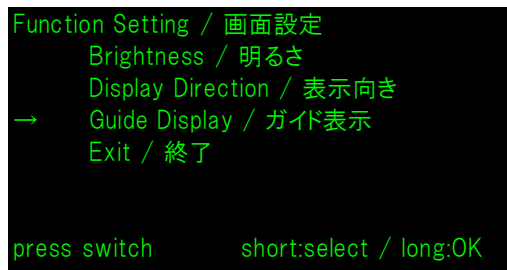 Function Setting / 画面設定
Brightness / 明るさ
Display Direction / 表示向き
→ Guide Display / ガイド表示
Exit / 終了
press switch short:select / long:OK